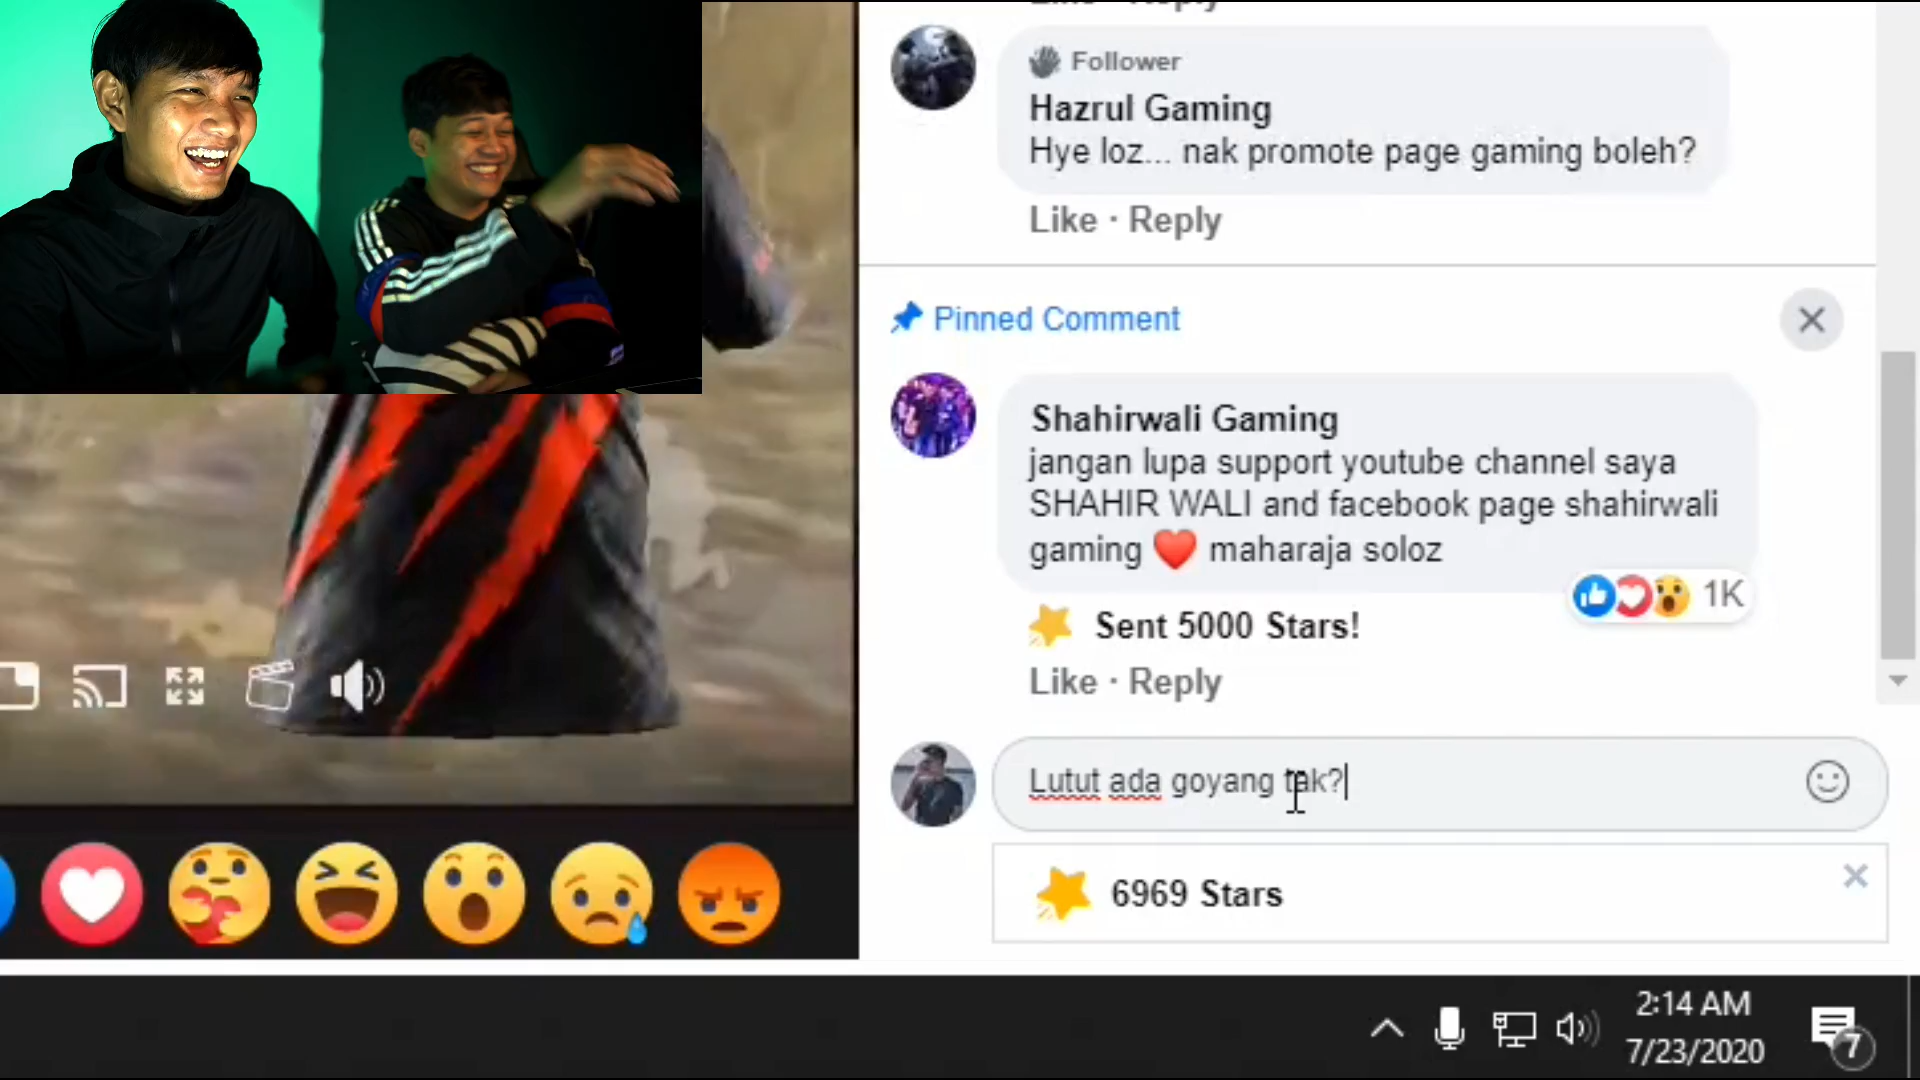 Follower
Hazrul Gaming
Hye loz... nak promote page gaming boleh?
Like · Reply
Pinned Comment
Shahirwali Gaming
jangan lupa support youtube channel saya
SHAHIR WALI and facebook page shahirwali
gaming ❤️ maharaja soloz
1K
Sent 5000 Stars!
Like · Reply
Lutut ada goyang tak?
6969 Stars
2:14 AM
7/23/2020
7